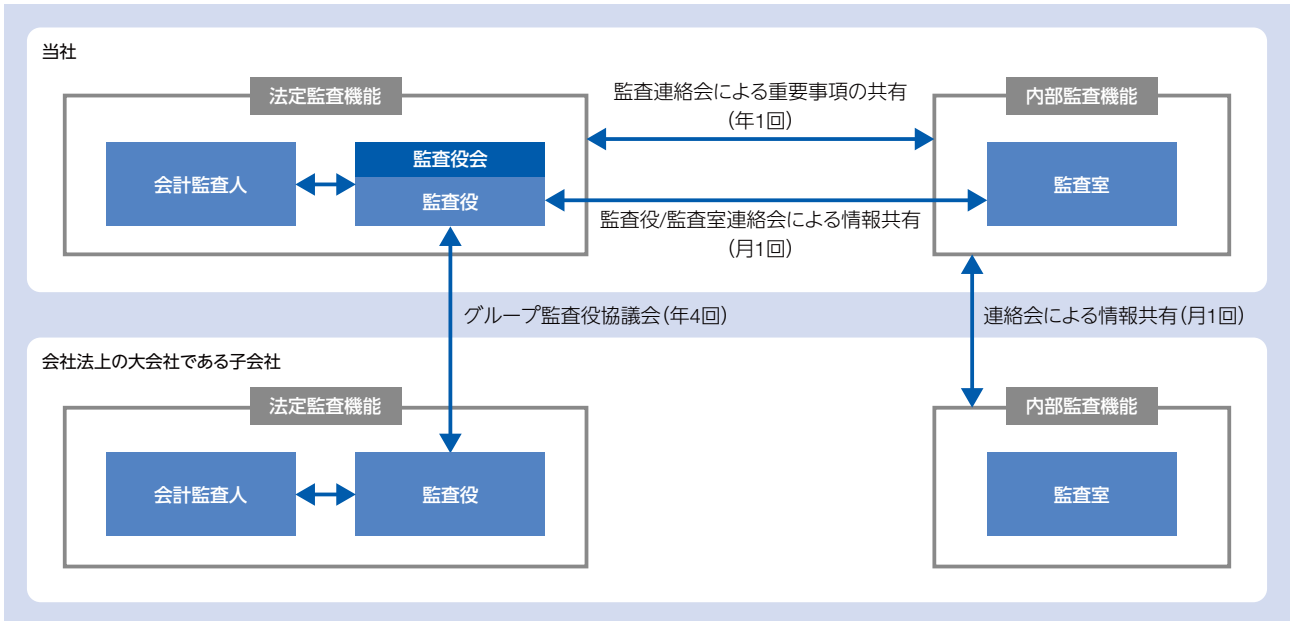 当社
法定監査機能
会計監査人
監査役会
監査役
監査連絡会による重要事項の共有
(年1回)
監査役/監査室連絡会による情報共有
(月1回)
内部監査機能
監査室
グループ監査役協議会(年4回)
連絡会による情報共有(月1回)
会社法上の大会社である子会社
法定監査機能
会計監査人
監査役
内部監査機能
監査室